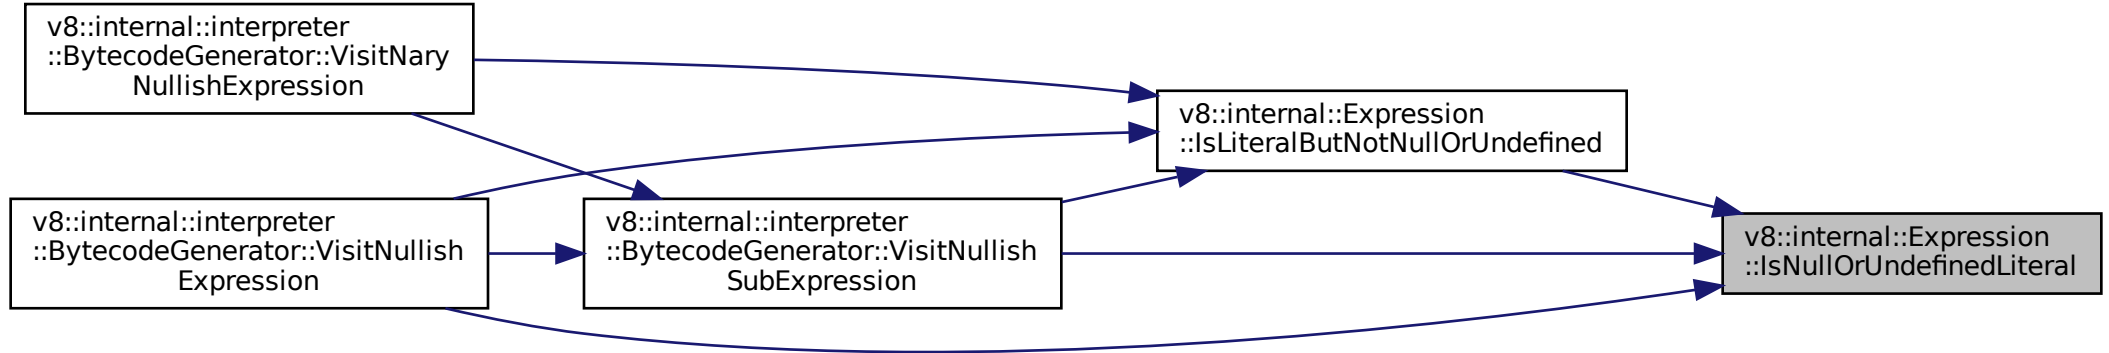 v8::internal::interpreter
::BytecodeGenerator::VisitNary
NullishExpression
v8::internal::Expression
::IsLiteralButNotNullOrUndefined
v8::internal::interpreter
::BytecodeGenerator::VisitNullish
Expression
v8::internal::interpreter
::BytecodeGenerator::VisitNullish
SubExpression
v8::internal::Expression
::IsNullOrUndefinedLiteral